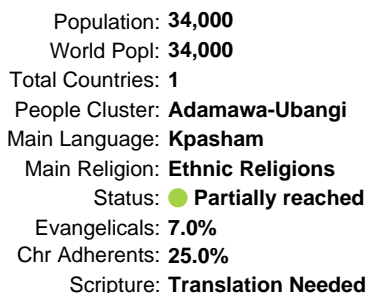 Population: 34,000
World Popl: 34,000
Total Countries: 1
People Cluster: Adamawa-Ubangi
Main Language: Kpasham
Main Religion: Ethnic Religions
Status: Partially reached
Evangelicals: 7.0%
Chr Adherents: 25.0%
Scripture: Translation Needed